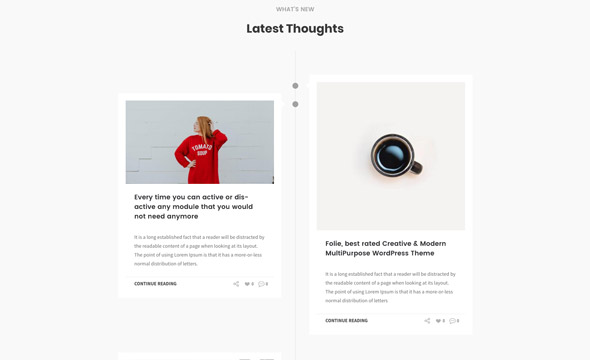 WHAT'S NEW
Latest Thoughts
TOMATO
SOUP
Every time you can active or dis-
active any module that you would
not need anymore
It is a long established fact that a reader will be distracted by
the readable content of a page when looking at its layout.
The point of using Lorem Ipsum is that it has a more-or-less
normal distribution of letters.
CONTINUE READING
Folie, best rated Creative & Modern
MultiPurpose WordPress Theme
It is a long established fact that a reader will be distracted by
the readable content of a page when looking at its layout.
The point of using Lorem Ipsum is that it has a more-or-less
normal distribution of letters
CONTINUE READING